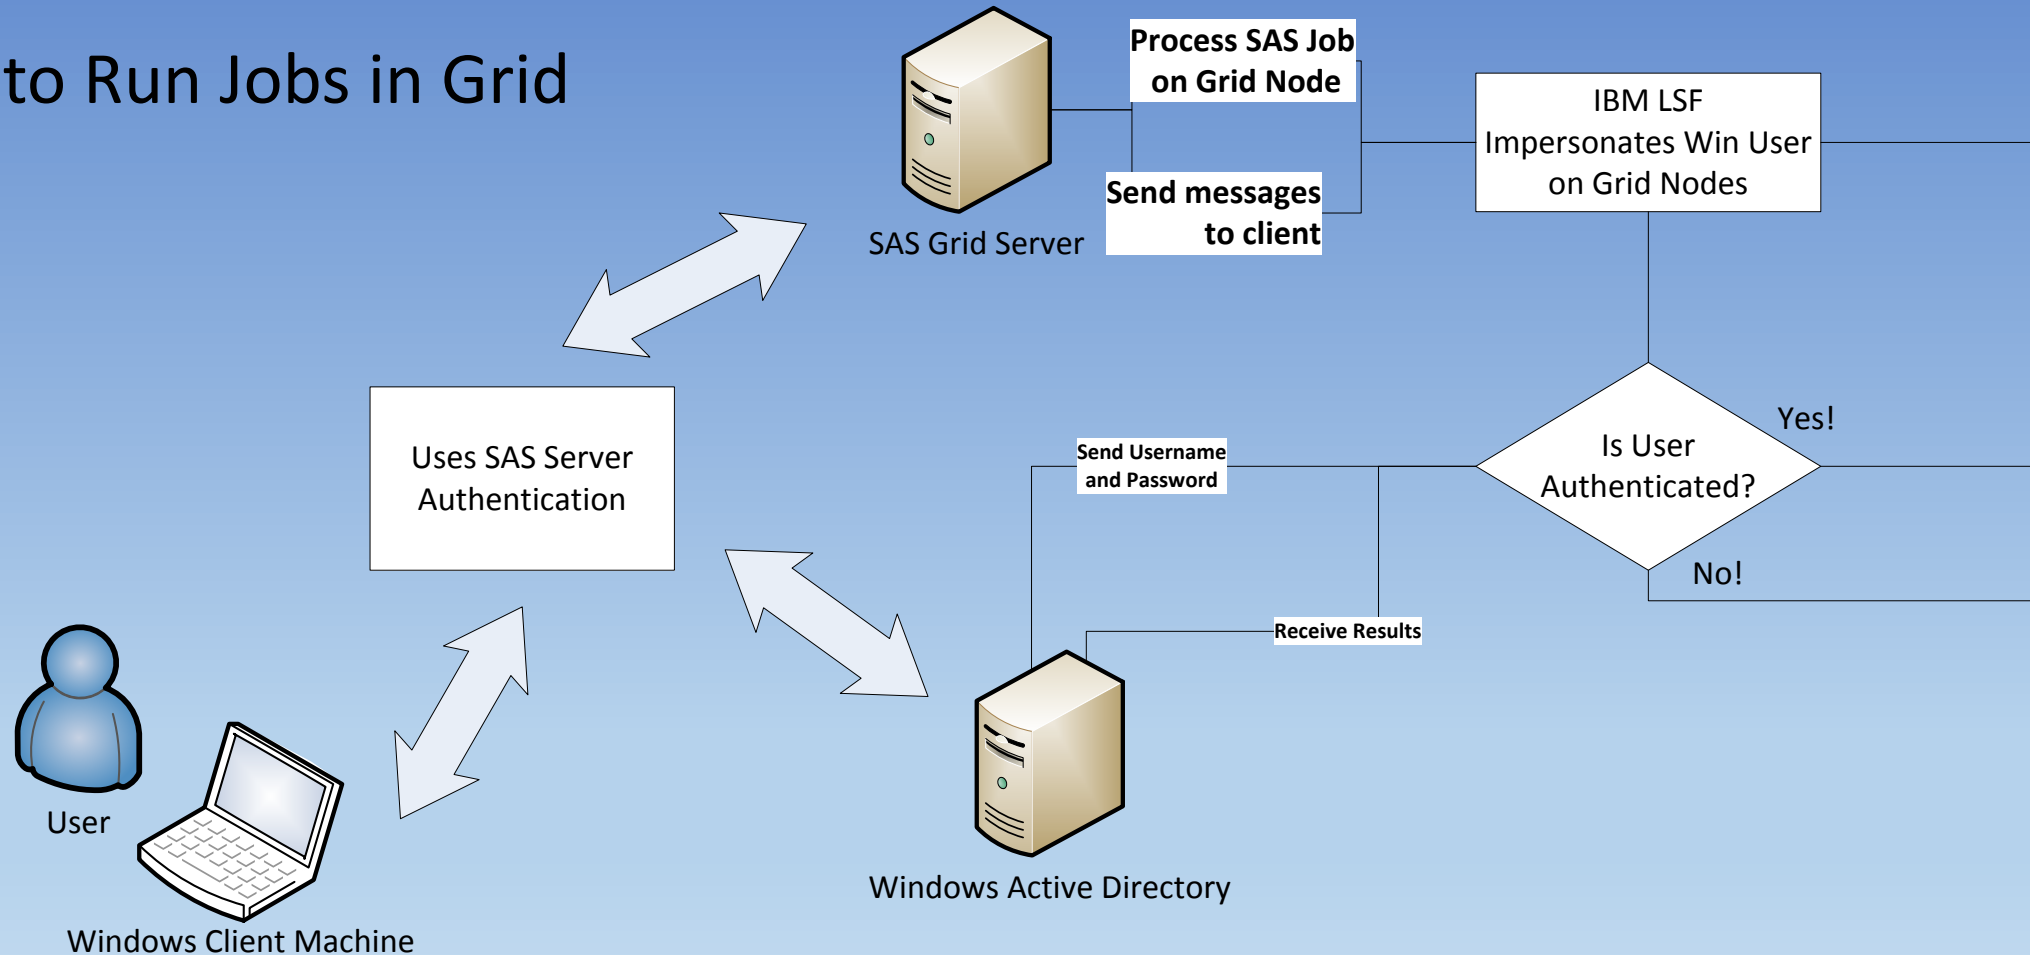 to Run Jobs in Grid
Process SAS Job
on Grid Node
Send messages
to client
SAS Grid Server
IBM LSF
Impersonates Win User
on Grid Nodes
Uses SAS Server
Authentication
Send Username
and Password
Is User
Authenticated?
Yes!
No!
Receive Results
User
Windows Client Machine
Windows Active Directory